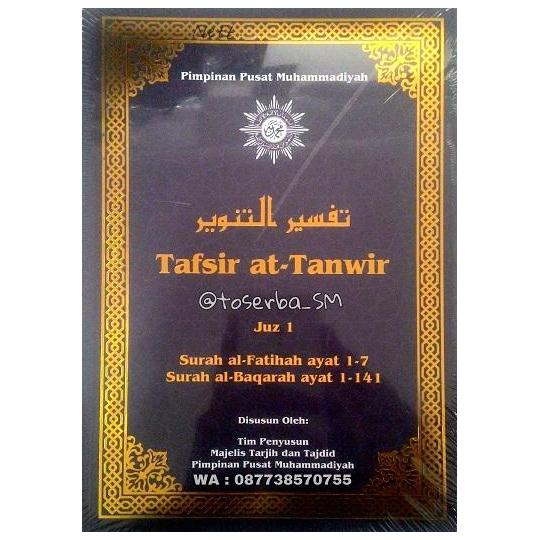 Pimpinan Pusat Muhammadiyah
تفسير التنوير
Tafsir at-Tanwir
@toserba_SM
Juz 1
Surah al-Fatihah ayat 1-7
Surah al-Baqarah ayat 1-141
Disusun Oleh:
Tim Penyusun
Majelis Tarjih dan Tajdid
Pimpinan Pusat Muhammadiyah
WA : 087738570755